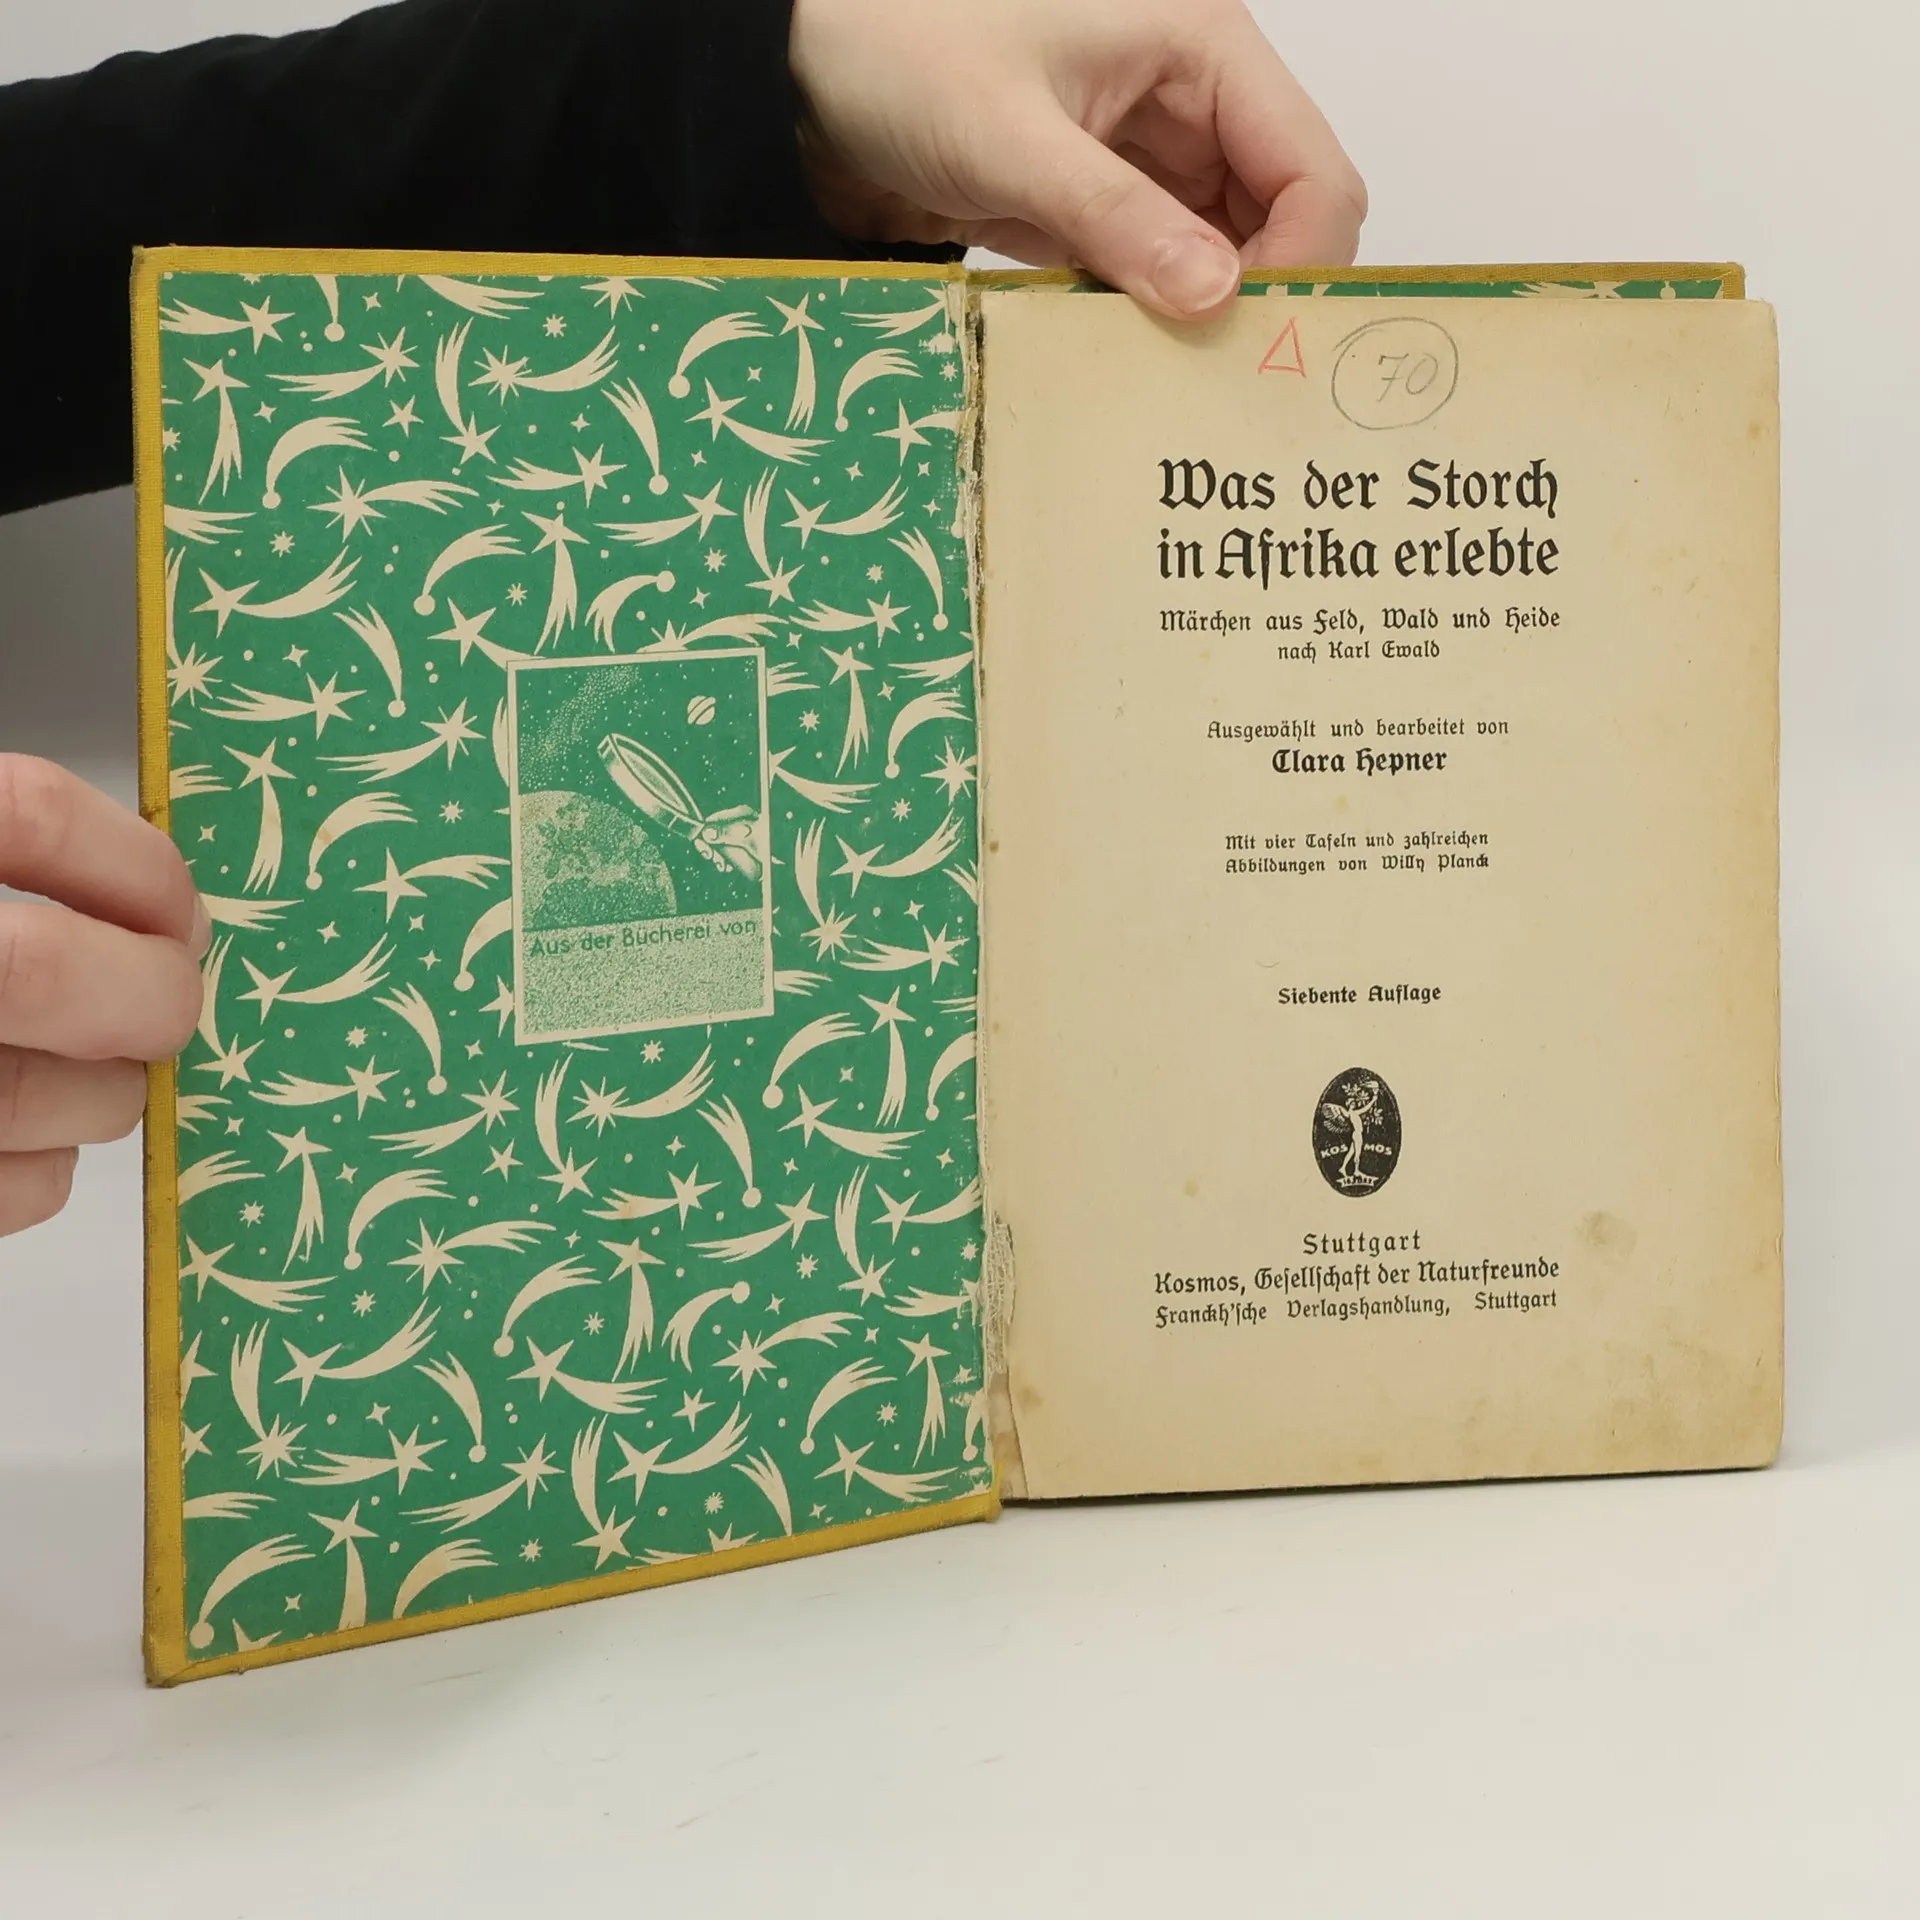 Aus der Bücherei von
70
Was der Storch
in Afrika erlebte
Märchen aus Feld, Wald und Heide
nach Karl Ewald
Ausgewählt und bearbeitet von
Clara Hepner
Mit vier Tafeln und zahlreichen
Abbildungen von Willy Planck
Siebente Auflage
KOSMOS
Stuttgart
Kosmos, Gesellschaft der Naturfreunde
Franckh'sche Verlagshandlung, Stuttgart